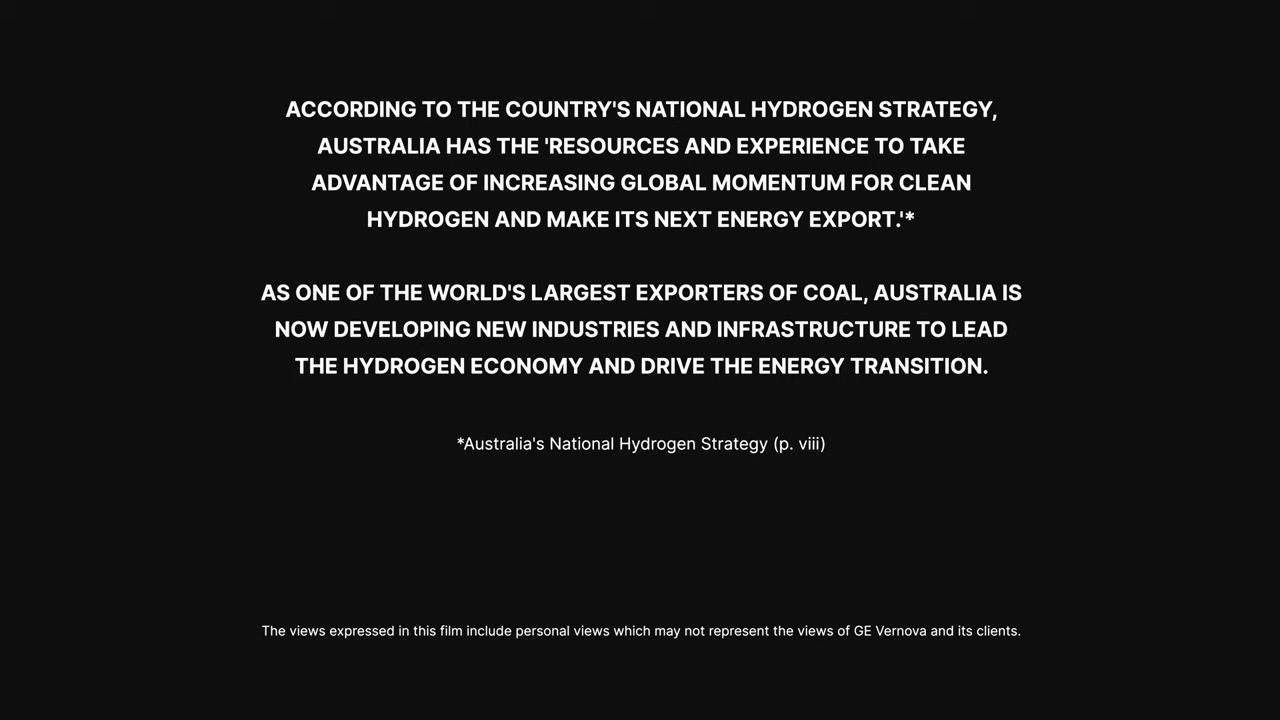 ACCORDING TO THE COUNTRY'S NATIONAL HYDROGEN STRATEGY,
AUSTRALIA HAS THE 'RESOURCES AND EXPERIENCE TO TAKE
ADVANTAGE OF INCREASING GLOBAL MOMENTUM FOR CLEAN
HYDROGEN AND MAKE ITS NEXT ENERGY EXPORT.'*
AS ONE OF THE WORLD'S LARGEST EXPORTERS OF COAL, AUSTRALIA IS
NOW DEVELOPING NEW INDUSTRIES AND INFRASTRUCTURE TO LEAD
THE HYDROGEN ECONOMY AND DRIVE THE ENERGY TRANSITION.
*Australia's National Hydrogen Strategy (p. viii)
The views expressed in this film include personal views which may not represent the views of GE Vernova and its clients.